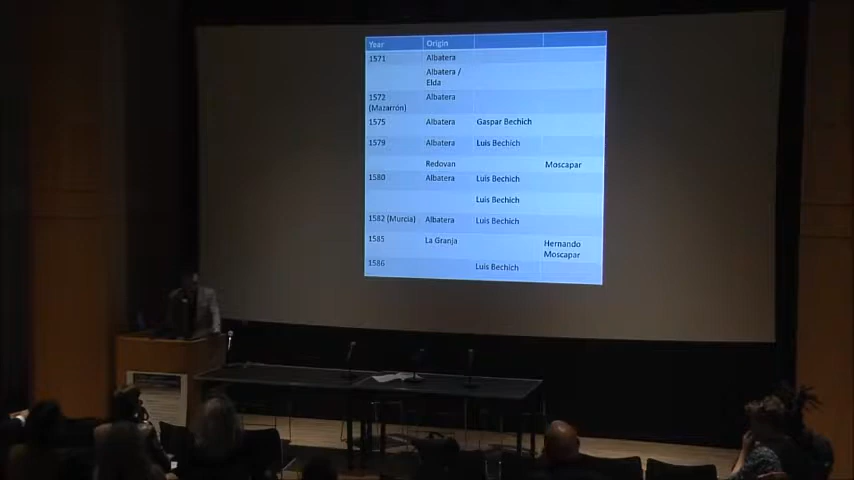 Year Origin
1571 Albatera
Albatera /
Elda
1572 Albatera
(Mazarrón)
1575 Albatera Gaspar Bechich
1579 Albatera Luis Bechich
Redovan Moscapar
1580 Albatera Luis Bechich
Luis Bechich
1582 (Murcia) Albatera Luis Bechich
1585 La Granja Hernando
Moscapar
1586 Luis Bechich